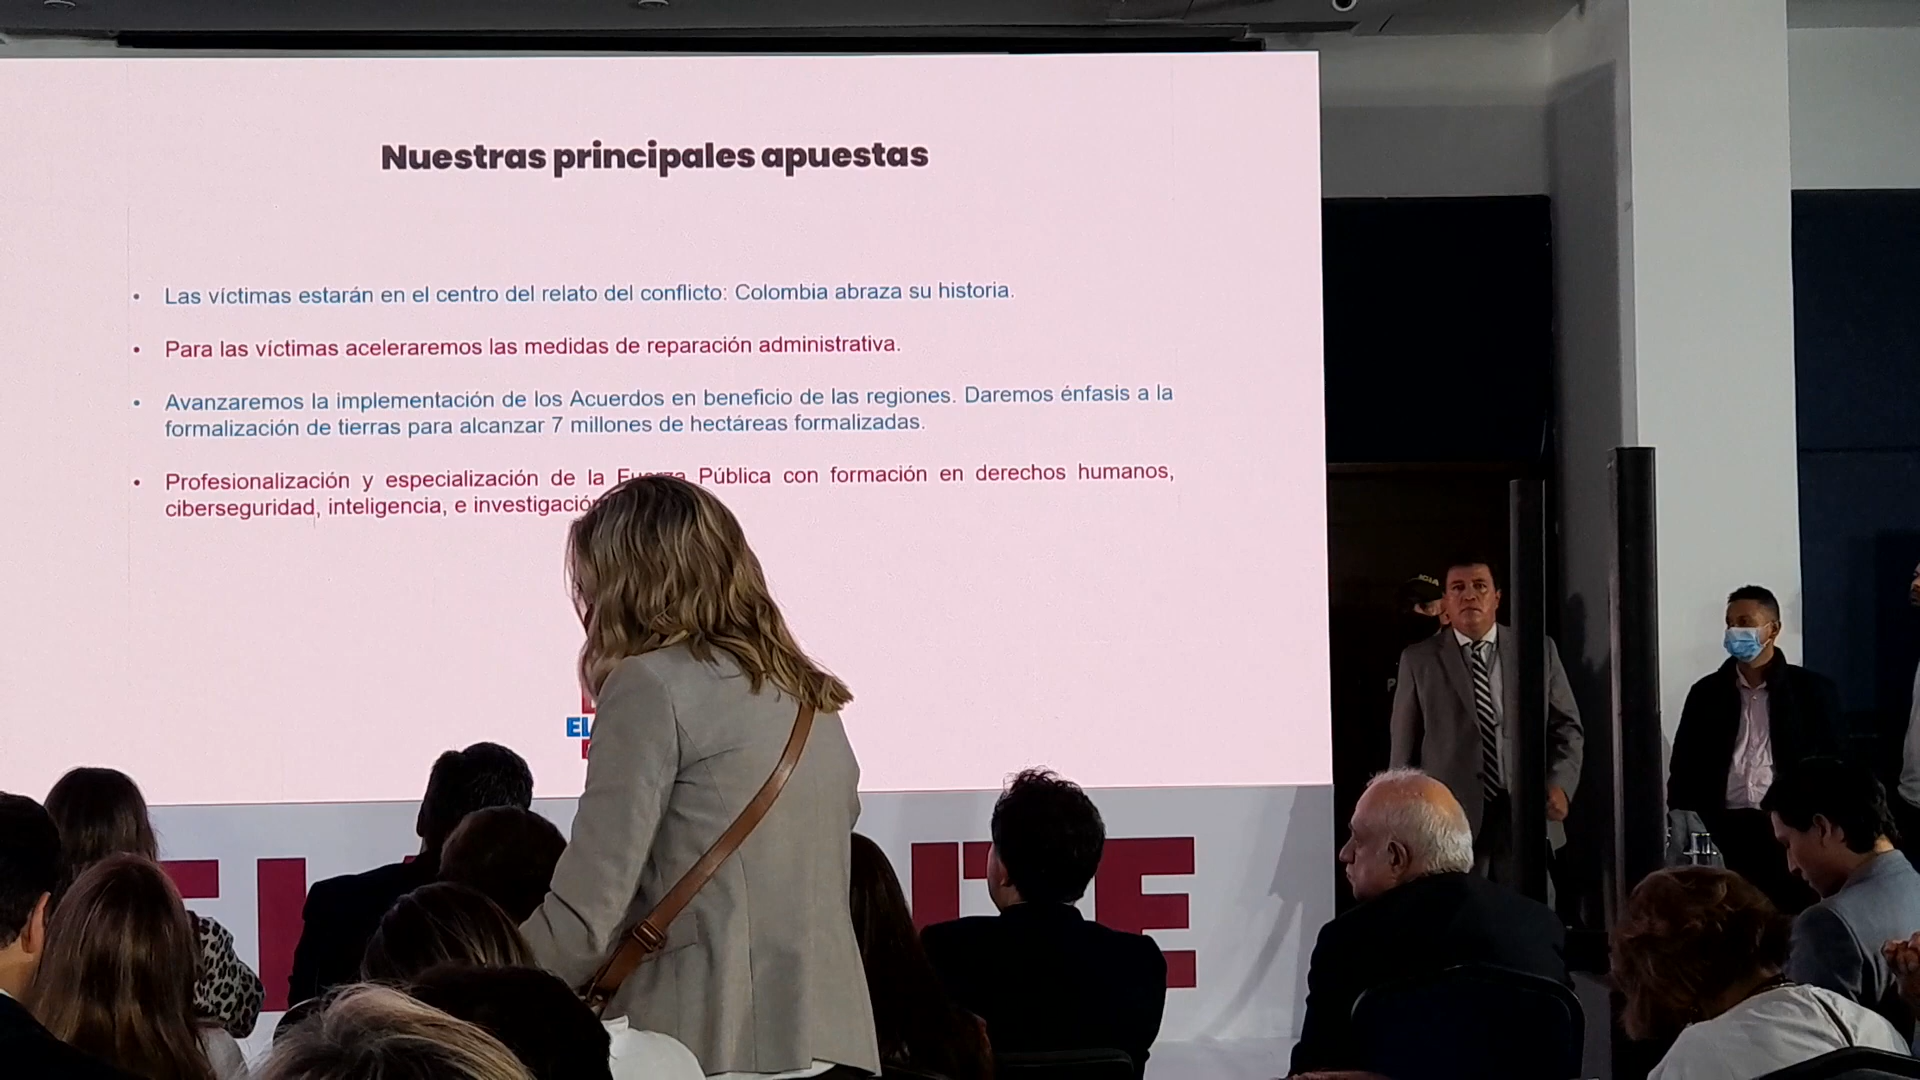 Nuestras principales apuestas
• Las víctimas estarán en el centro del relato del conflicto: Colombia abraza su historia.
• Para las víctimas aceleraremos las medidas de reparación administrativa.
• Avanzaremos la implementación de los Acuerdos en beneficio de las regiones. Daremos énfasis a la
formalización de tierras para alcanzar 7 millones de hectáreas formalizadas.
• Profesionalización y especialización de la Fuerza Pública con formación en derechos humanos,
ciberseguridad, inteligencia, e investigación
EL